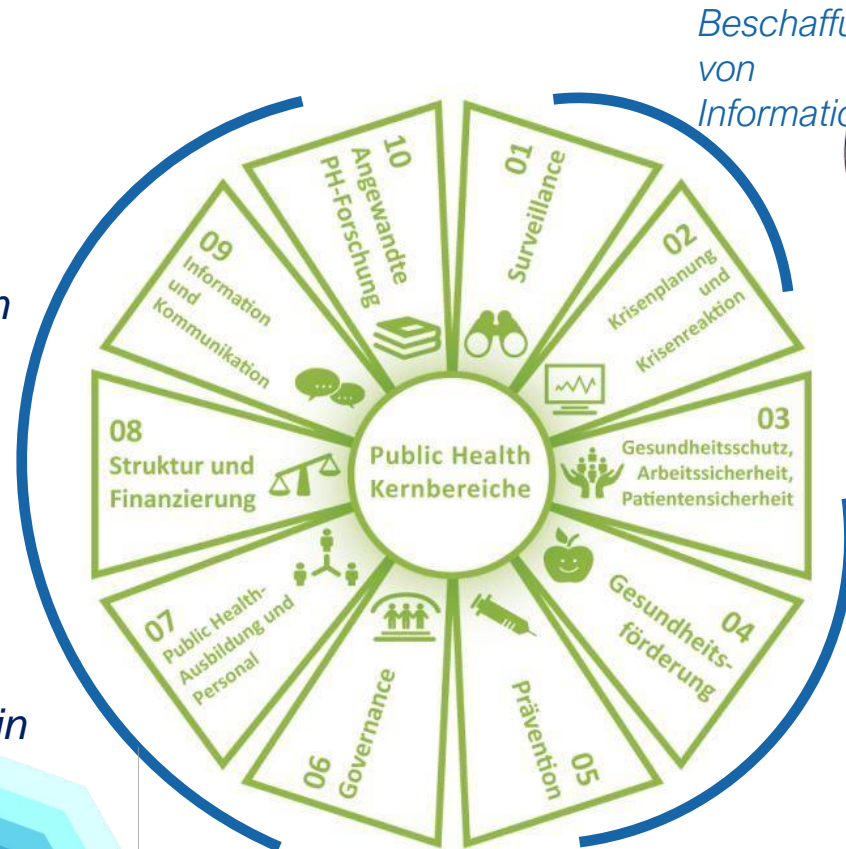 von
01
Surveillance
02
Krisenplanung
und
Krisenreaktion
03
Gesundheitsschutz,
Arbeitssicherheit,
Patientensicherheit
04
Gesundheits-
förderung
05
Prävention
06
Governance
07
Public Health-
Ausbildung und
Personal
08
Struktur und
Finanzierung
09
Information
und
Kommunikation
10
Angewandte
PH-Forschung
Public Health
Kernbereiche